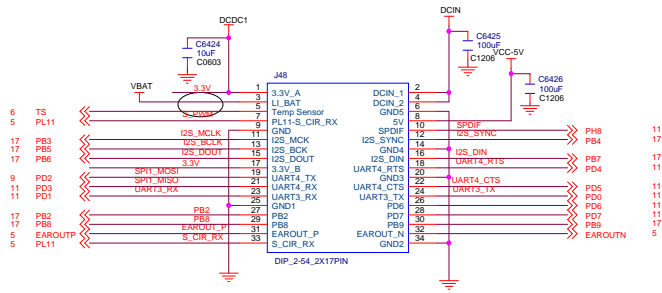 DCDC1
DCIN
C6424
10uF
C0603
C6425
100uF
C1206
VCC-5V
C6426
100uF
C1206
VBAT
J48
3.3V 1 3.3V_A DCIN_1 2
3 LI_BAT DCIN_2 4
6 TS 5 Temp Sensor GND5 6
5 PL11 S_PWM 7 PL11-S_CIR_RX 5V 8
9 GND SPDIF 10 SPDIF PH8 11
17 PB3 I2S_MCLK 11 I2S_MCK I2S_SYNC 12 I2S_SYNC PB4 17
17 PB5 I2S_BCLK 13 I2S_BCK GND4 14
17 PB6 I2S_DOUT 15 I2S_DOUT I2S_DIN 16 I2S_DIN PB7 17
3.3V 17 3.3V_B UART4_RTS 18 UART4_RTS PD4 11
9 PD2 SPI1_MOSI 19 UART4_TX GND3 20
11 PD3 SPI1_MISO 21 UART4_RX UART4_CTS 22 UART4_CTS PD5 11
11 PD1 UART3_RX 23 UART3_RX UART3_TX 24 UART3_TX PD0 11
25 GND1 PD6 26 PD6 11
17 PB2 PB2 27 PB2 PD7 28 PD7 11
17 PB8 PB8 29 PB8 PB9 30 PB9 17
5 EAROUTP EAROUT_P 31 EAROUT_P EAROUT_N 32 EAROUTN 5
5 PL11 S_CIR_RX 33 S_CIR_RX GND2 34
DIP_2-54_2X17PIN